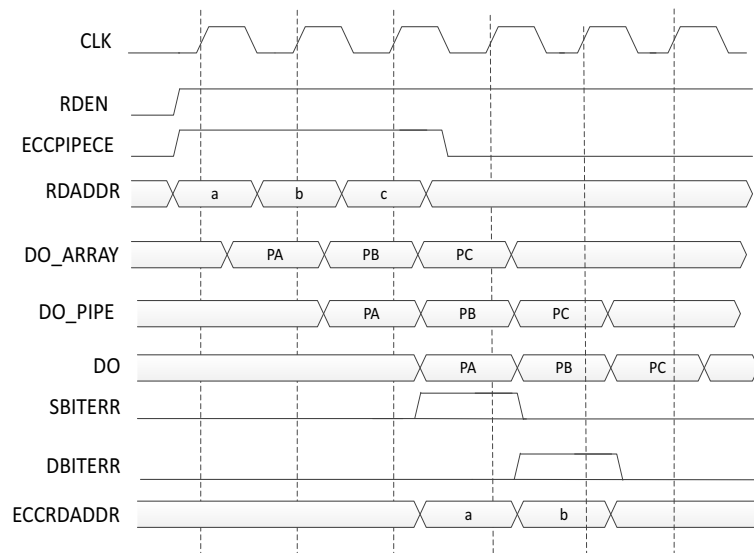 CLK
RDEN
ECCPIPECE
RDADDR a b c
DO_ARRAY PA PB PC
DO_PIPE PA PB PC
DO PA PB PC
SBITERR
DBITERR
ECCRDADDR a b